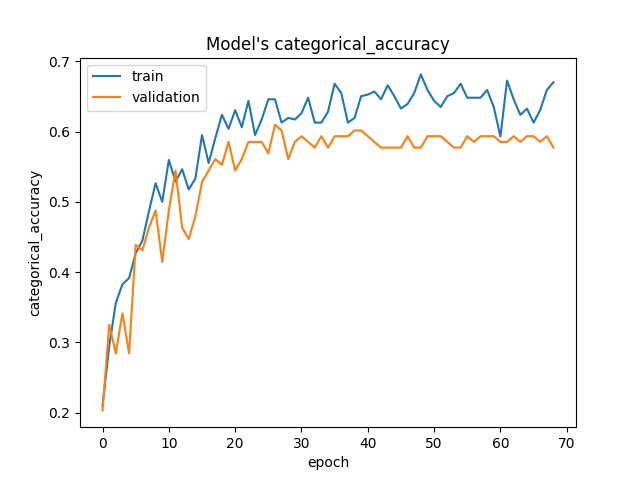 Model's categorical_accuracy
train
validation
0.7
0.6
0.5
0.4
0.3
0.2
categorical_accuracy
0 10 20 30 40 50 60 70
epoch